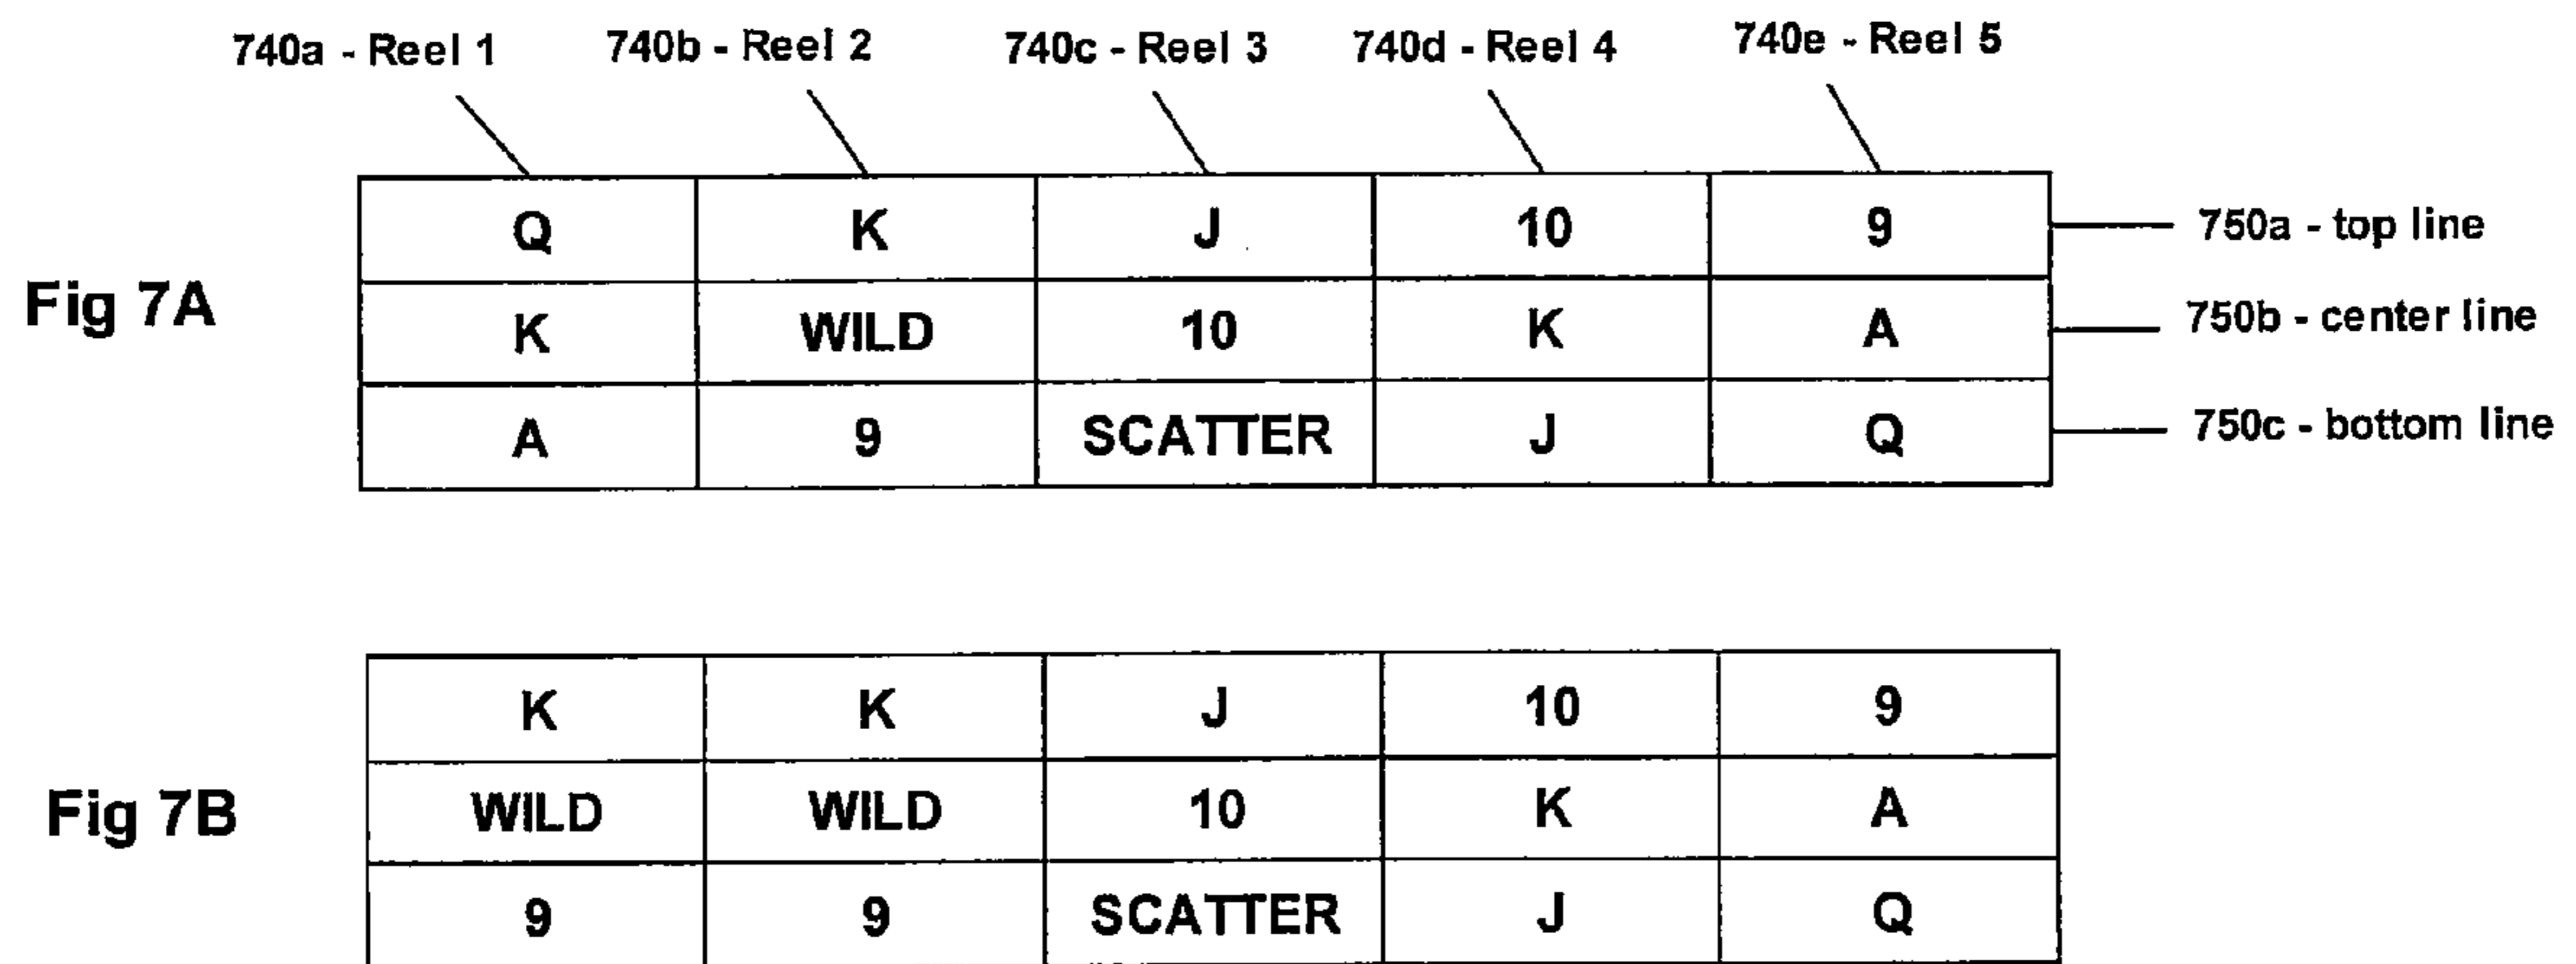 740a - Reel 1 740b - Reel 2 740c - Reel 3 740d - Reel 4 740e - Reel 5
Q K J 10 9 750a - top line
Fig 7A K WILD 10 K A 750b - center line
A 9 SCATTER J Q 750c - bottom line
K K J 10 9
Fig 7B WILD WILD 10 K A
9 9 SCATTER J Q